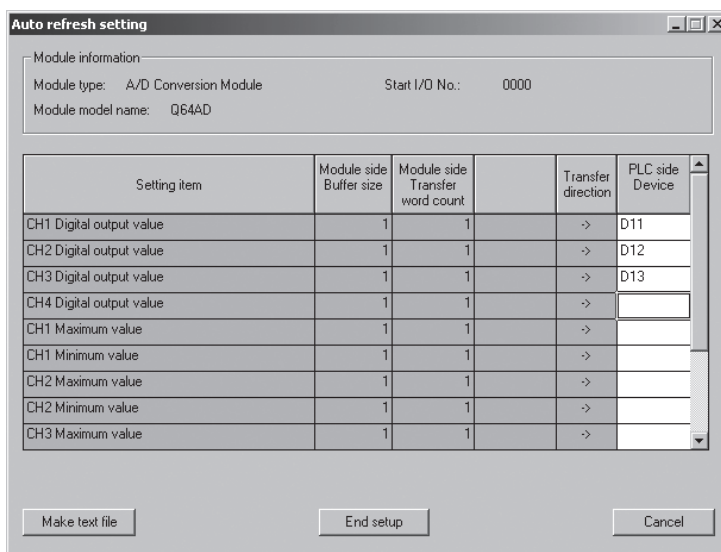 Auto refresh setting
Module information
Module type: A/D Conversion Module Start I/O No.: 0000
Module model name: Q64AD
Setting item Module side Buffer size Module side Transfer word count Transfer direction PLC side Device
CH1 Digital output value 1 1 -> D11
CH2 Digital output value 1 1 -> D12
CH3 Digital output value 1 1 -> D13
CH4 Digital output value 1 1 ->
CH1 Maximum value 1 1 ->
CH1 Minimum value 1 1 ->
CH2 Maximum value 1 1 ->
CH2 Minimum value 1 1 ->
CH3 Maximum value 1 1 ->
Make text file End setup Cancel